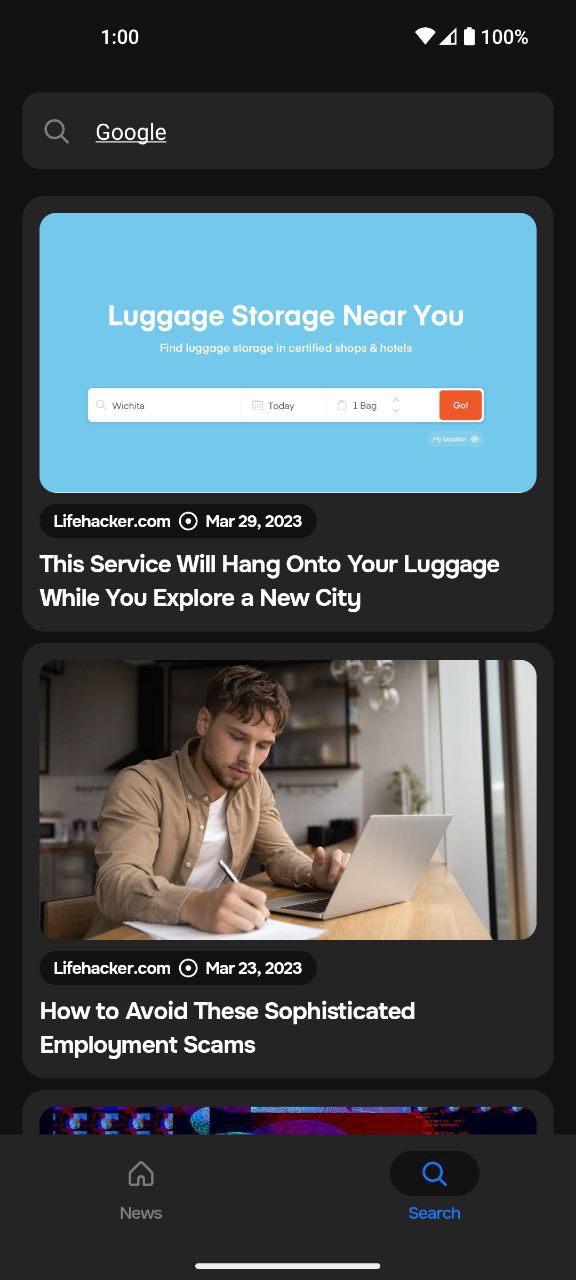 1:00 100%
Google
Luggage Storage Near You
Find luggage storage in certified shops & hotels
Wichita Today 1 Bag Go!
My location
Lifehacker.com Mar 29, 2023
This Service Will Hang Onto Your Luggage
While You Explore a New City
Lifehacker.com Mar 23, 2023
How to Avoid These Sophisticated
Employment Scams
News Search